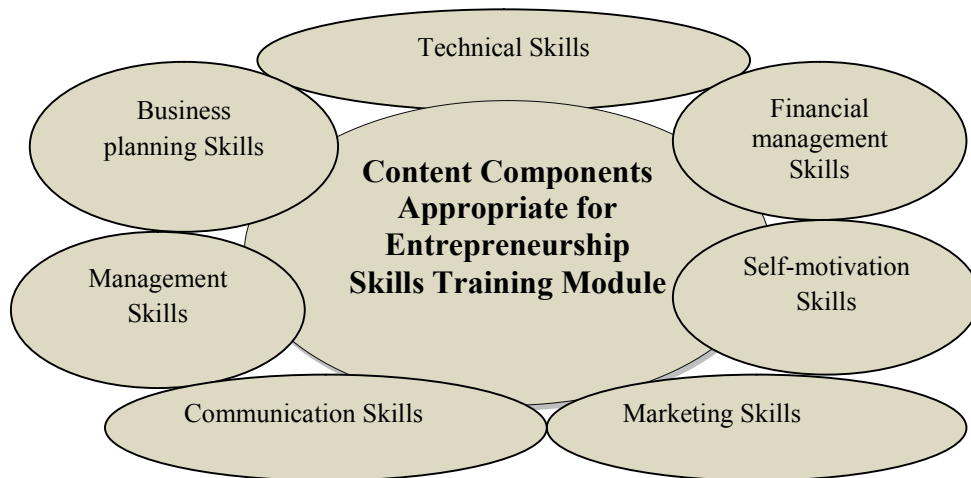 Technical Skills
Business
planning Skills
Financial
management
Skills
Content Components
Appropriate for
Entrepreneurship
Skills Training Module
Management
Skills
Self-motivation
Skills
Communication Skills
Marketing Skills